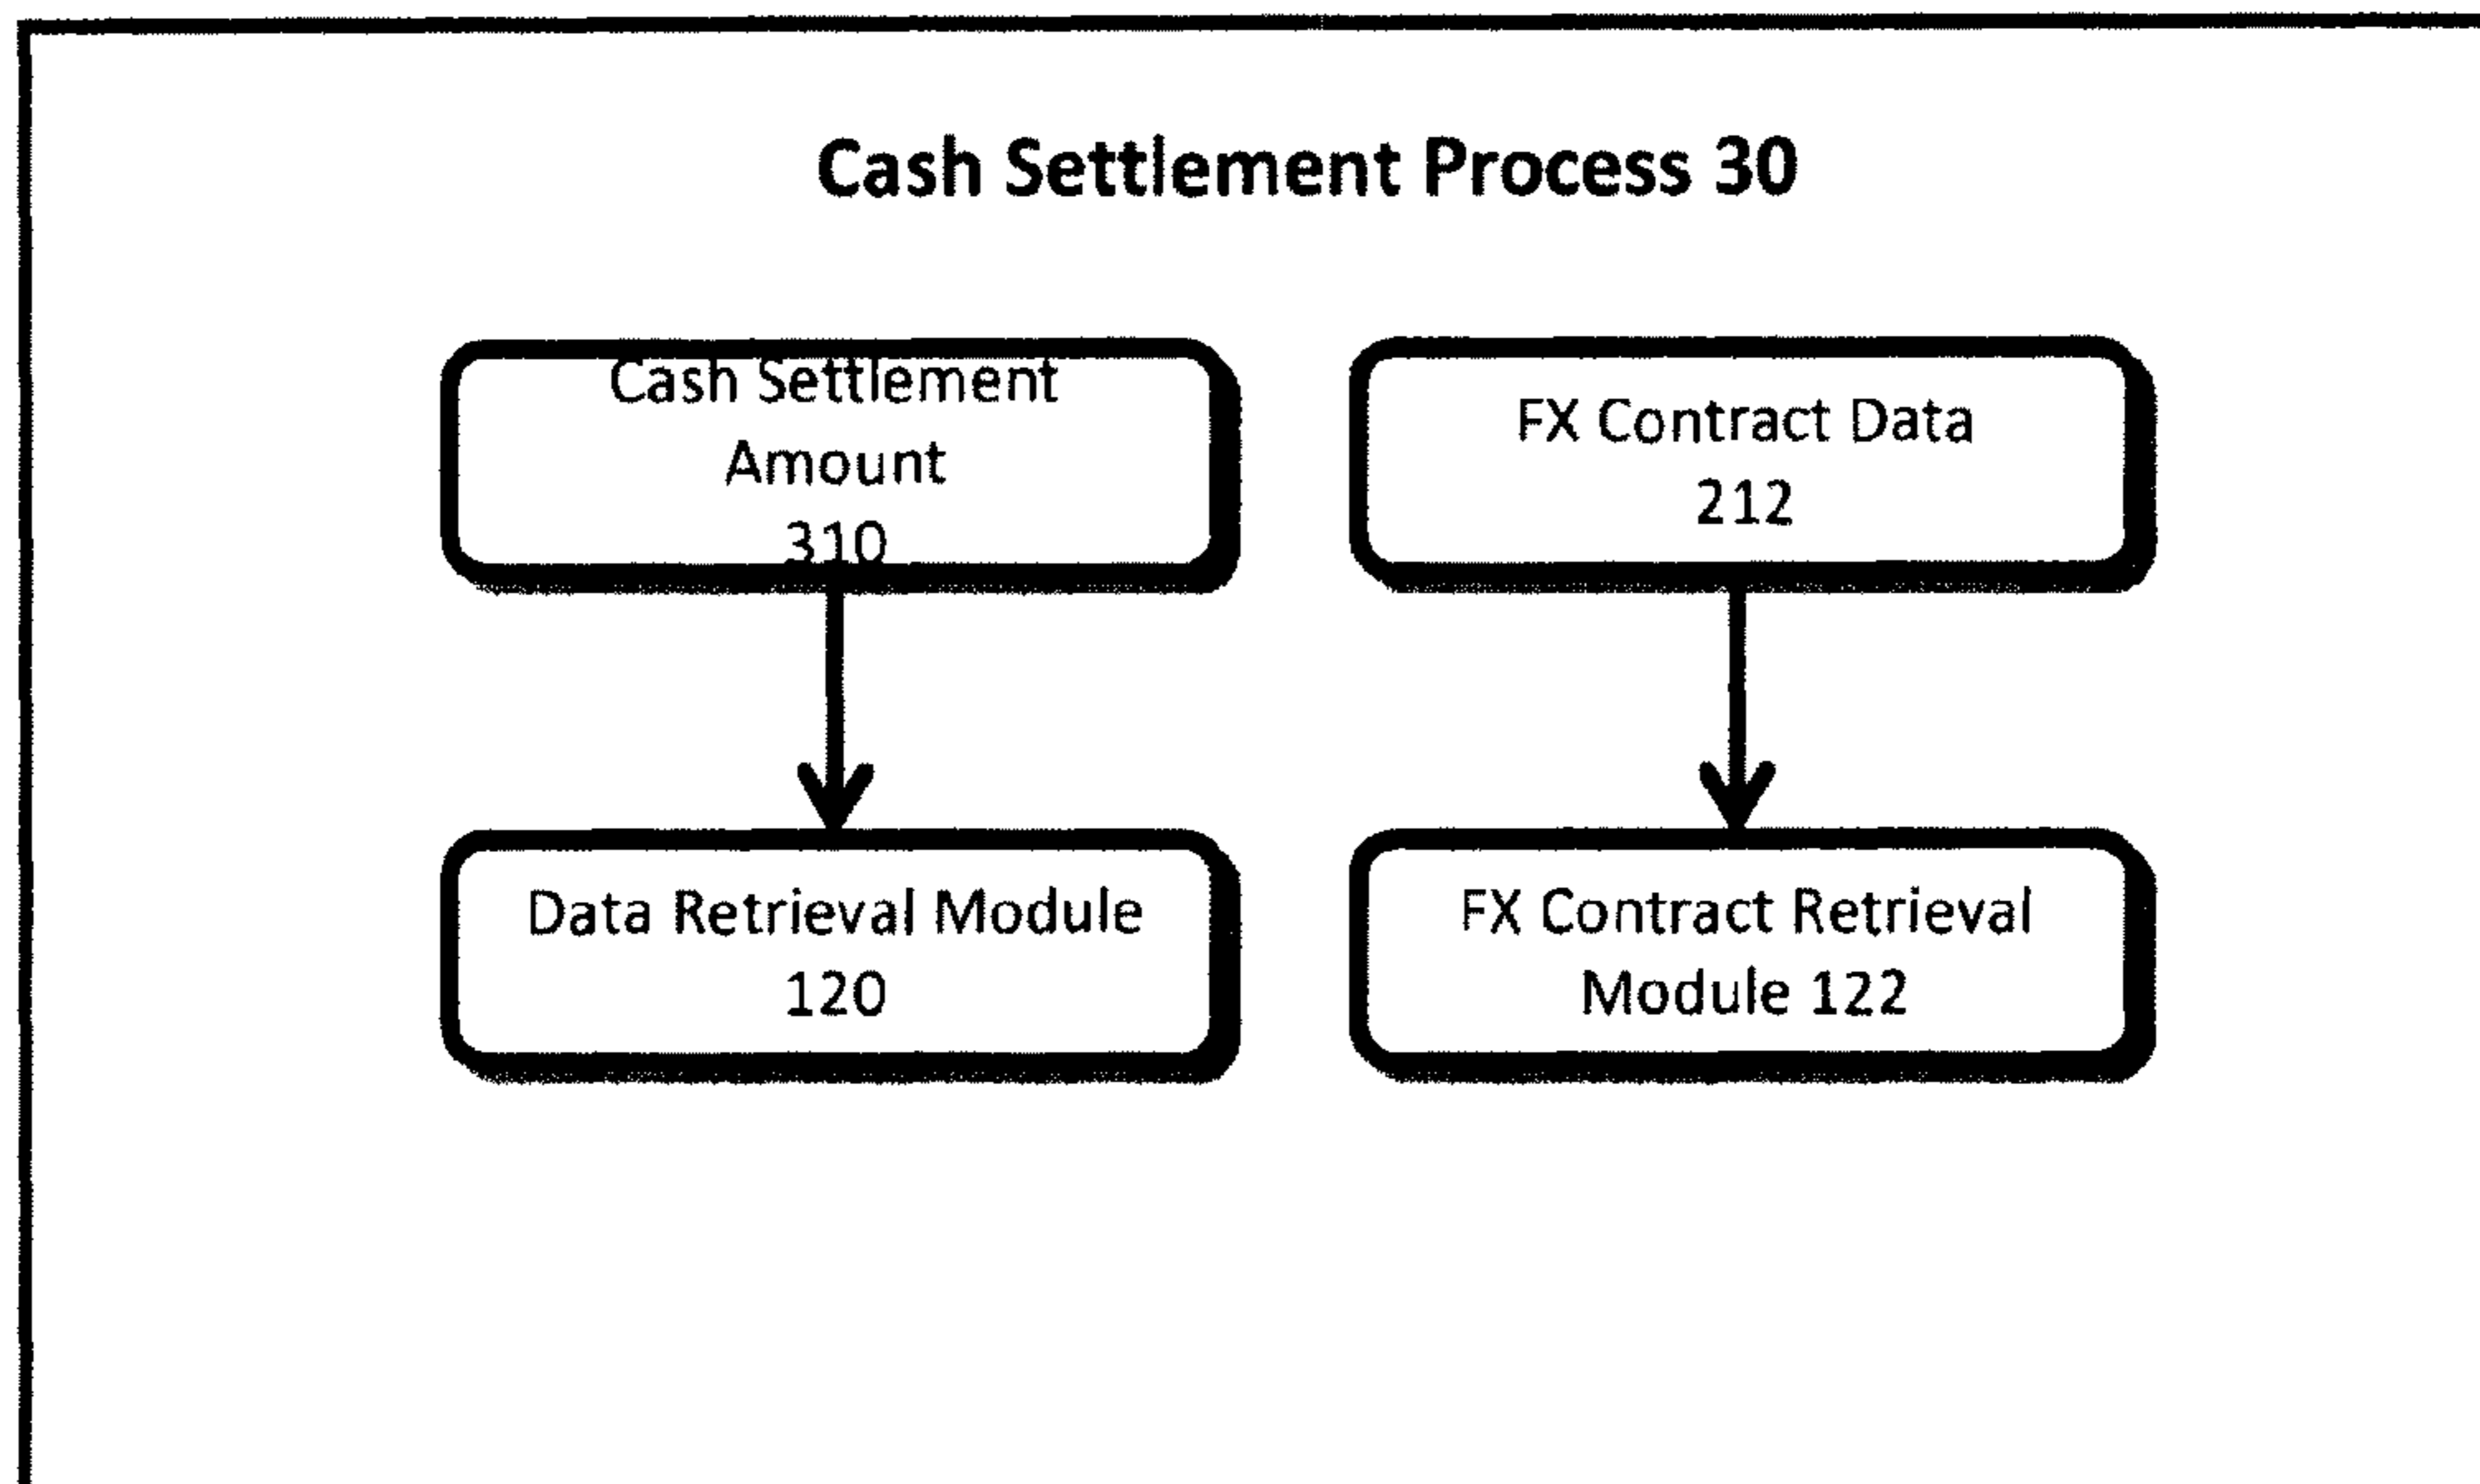 Cash Settlement Process 30
Cash Settlement
Amount
310
FX Contract Data
212
Data Retrieval Module
120
FX Contract Retrieval
Module 122